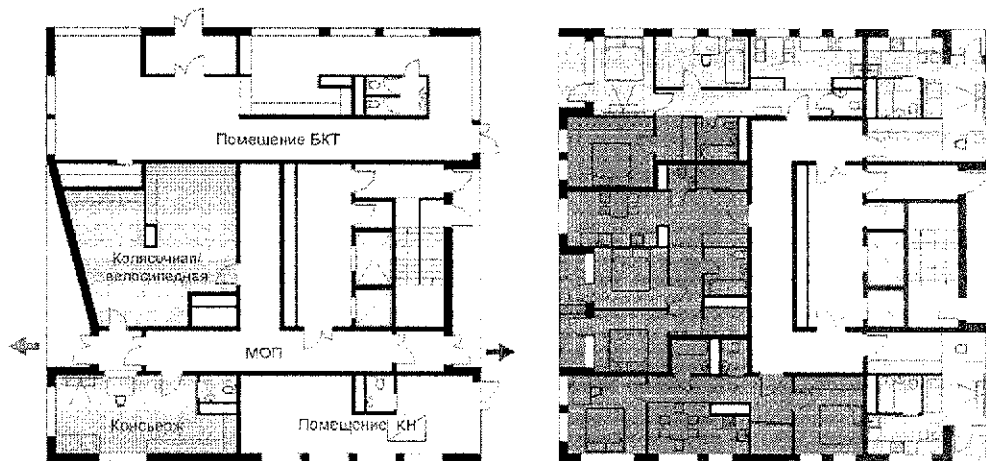 Помещение БКТ
Колясочная/
велосипедная
МОП
Консьерж
Помещение КН